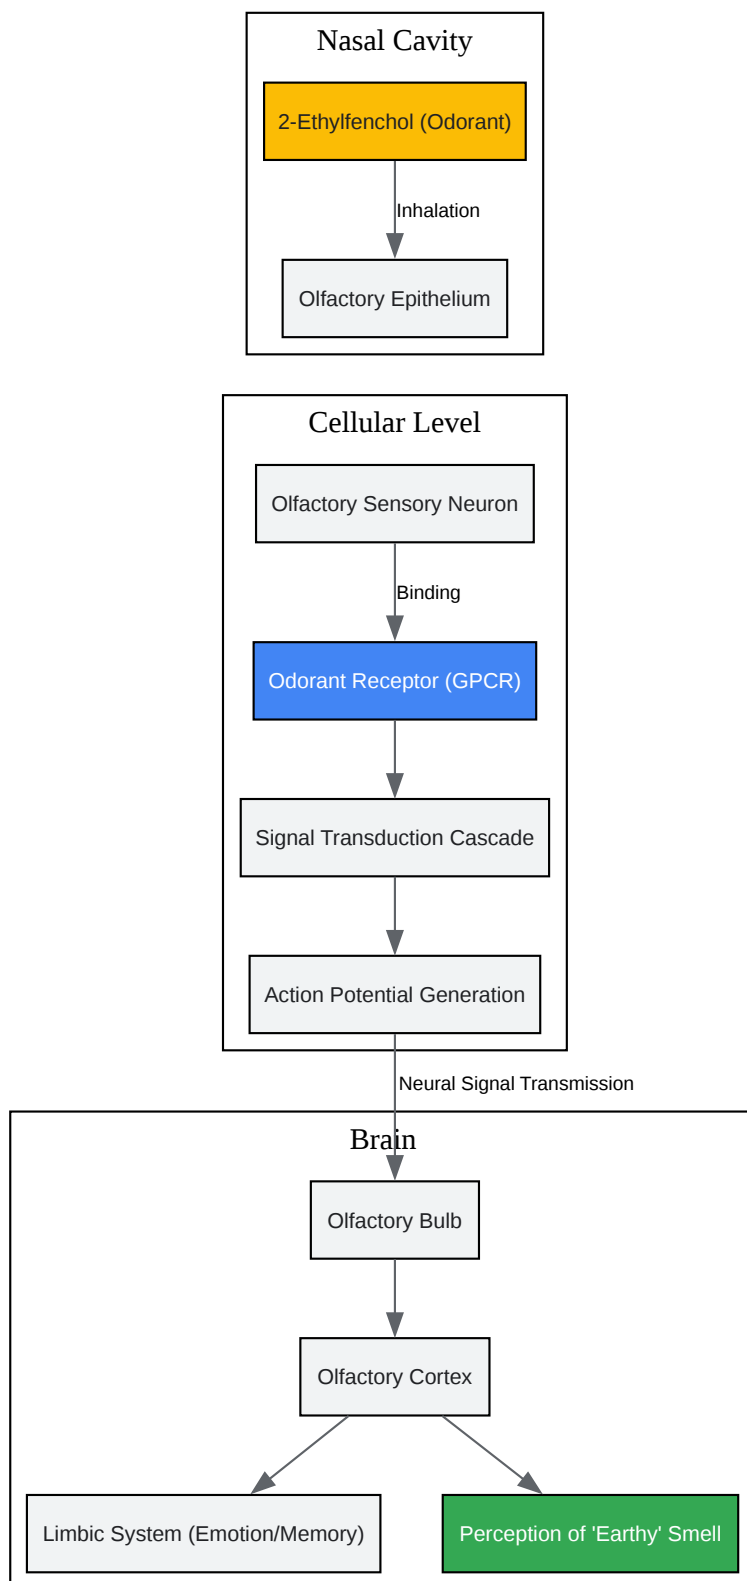 Nasal Cavity
2-Ethylfenchol (Odorant)
Inhalation
Olfactory Epithelium
Cellular Level
Olfactory Sensory Neuron
Binding
Odorant Receptor (GPCR)
Signal Transduction Cascade
Action Potential Generation
Neural Signal Transmission
Brain
Olfactory Bulb
Olfactory Cortex
Limbic System (Emotion/Memory)
Perception of 'Earthy' Smell